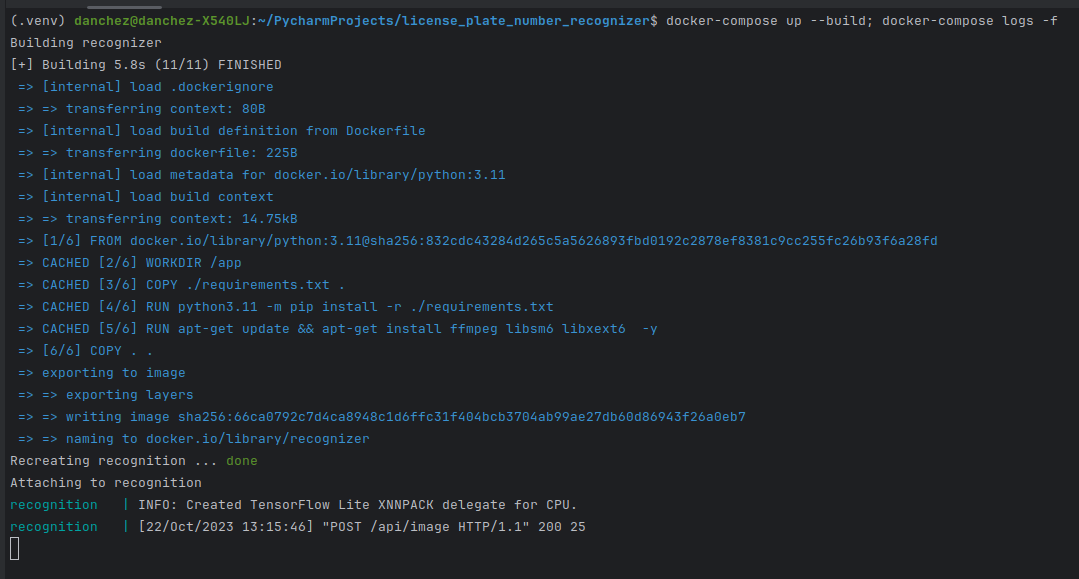 (.venv) danchez@danchez-X540LJ:~/PycharmProjects/license_plate_number_recognizer$ docker-compose up --build; docker-compose logs -f
Building recognizer
[+] Building 5.8s (11/11) FINISHED
=> [internal] load .dockerignore
=> => transferring context: 80B
=> [internal] load build definition from Dockerfile
=> => transferring dockerfile: 225B
=> [internal] load metadata for docker.io/library/python:3.11
=> [internal] load build context
=> => transferring context: 14.75kB
=> [1/6] FROM docker.io/library/python:3.11@sha256:832cdc43284d265c5a5626893fbd0192c2878ef8381c9cc255fc26b93f6a28fd
=> CACHED [2/6] WORKDIR /app
=> CACHED [3/6] COPY ./requirements.txt .
=> CACHED [4/6] RUN python3.11 -m pip install -r ./requirements.txt
=> CACHED [5/6] RUN apt-get update && apt-get install ffmpeg libsm6 libxext6  -y
=> [6/6] COPY . .
=> exporting to image
=> => exporting layers
=> => writing image sha256:66ca0792c7d4ca8948c1d6ffc31f404bcb3704ab99ae27db60d86943f26a0eb7
=> => naming to docker.io/library/recognizer
Recreating recognition ... done
Attaching to recognition
recognition   | INFO: Created TensorFlow Lite XNNPACK delegate for CPU.
recognition   | [22/Oct/2023 13:15:46] "POST /api/image HTTP/1.1" 200 25